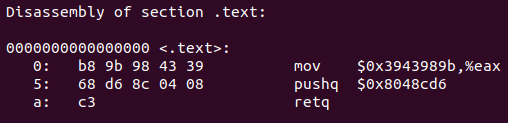 Disassembly of section .text:
0000000000000000 <.text>:
0: b8 9b 98 43 39 mov $0x3943989b,%eax
5: 68 d6 8c 04 08 pushq $0x8048cd6
a: c3 retq